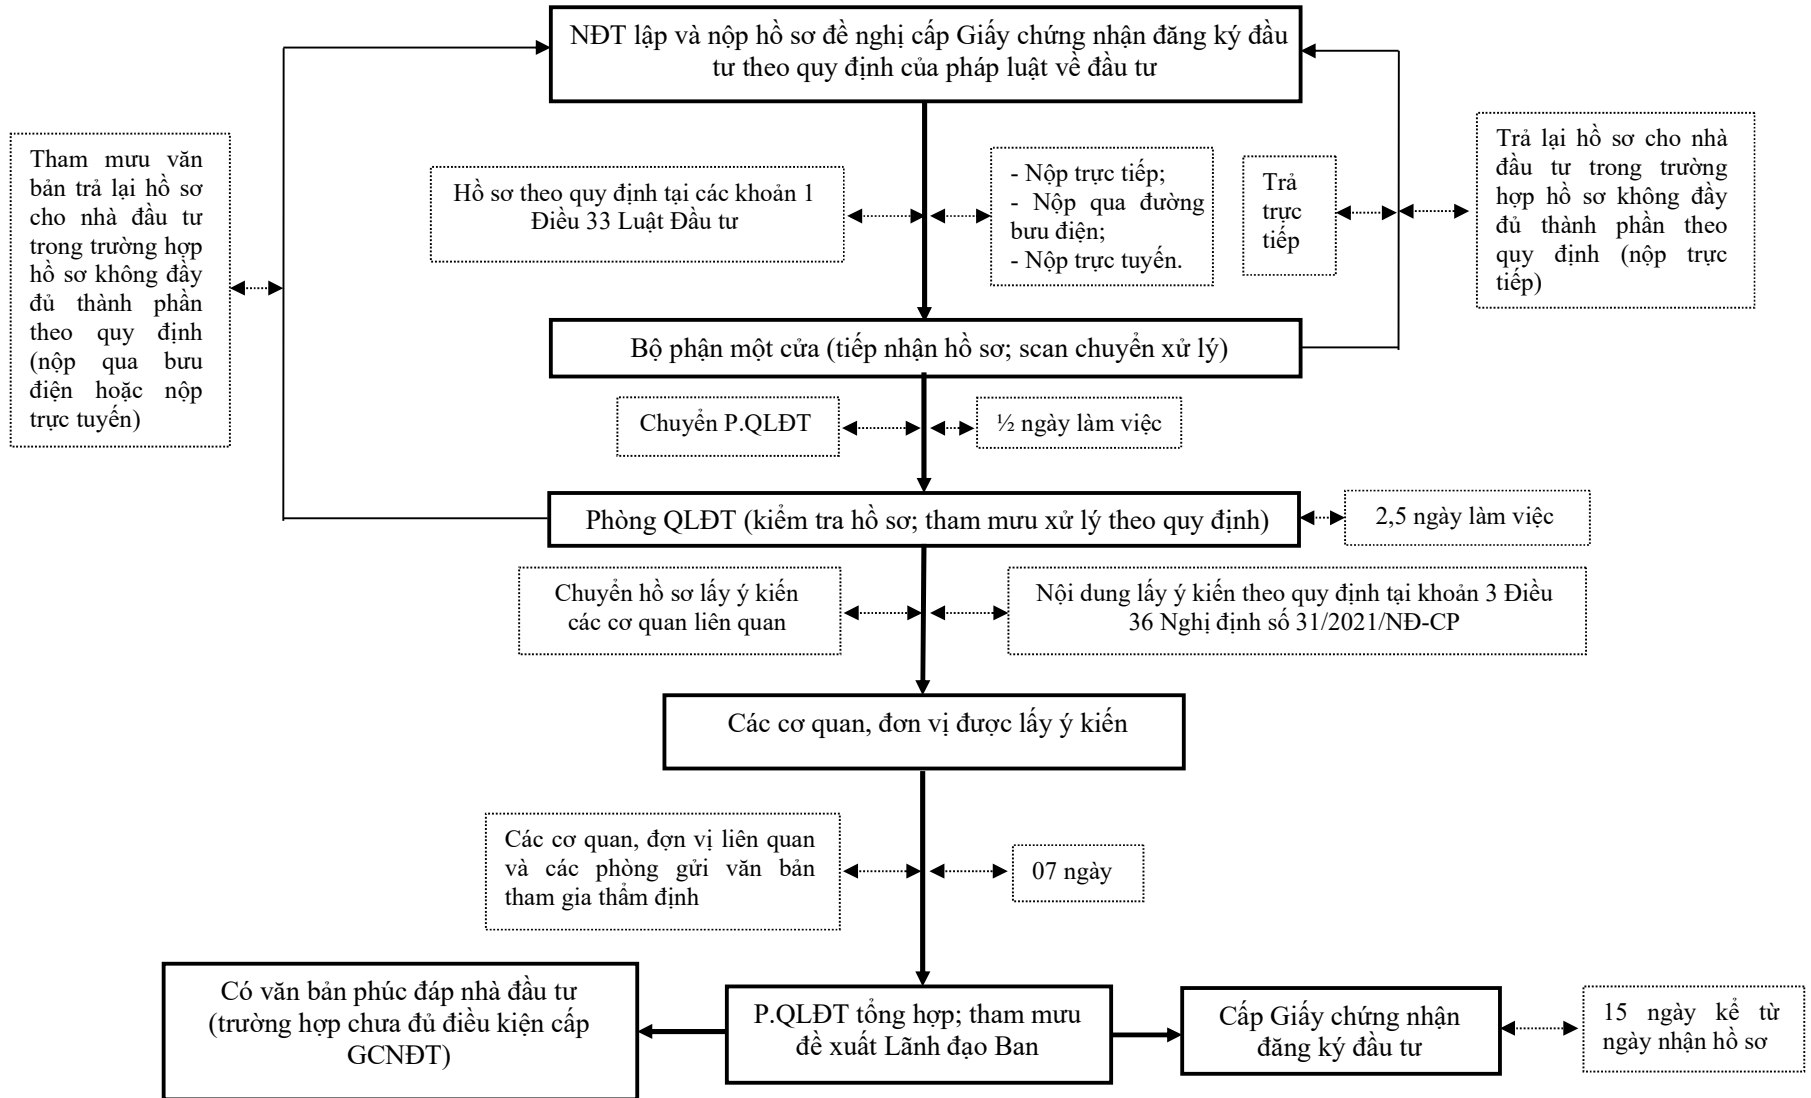 NĐT lập và nộp hồ sơ đề nghị cấp Giấy chứng nhận đăng ký đầu
tư theo quy định của pháp luật về đầu tư
Tham mưu văn
bản trả lại hồ sơ
cho nhà đầu tư
trong trường hợp
hồ sơ không đầy
đủ thành phần
theo quy định
(nộp qua bưu
điện hoặc nộp
trực tuyến)
Hồ sơ theo quy định tại các khoản 1
Điều 33 Luật Đầu tư
- Nộp trực tiếp;
- Nộp qua đường
bưu điện;
- Nộp trực tuyến.
Trả
trực
tiếp
Trả lại hồ sơ cho nhà
đầu tư trong trường
hợp hồ sơ không đầy
đủ thành phần theo
quy định (nộp trực
tiếp)
Bộ phận một cửa (tiếp nhận hồ sơ; scan chuyển xử lý)
Chuyển P.QLĐT
½ ngày làm việc
Phòng QLĐT (kiểm tra hồ sơ; tham mưu xử lý theo quy định)
2,5 ngày làm việc
Chuyển hồ sơ lấy ý kiến
các cơ quan liên quan
Nội dung lấy ý kiến theo quy định tại khoản 3 Điều
36 Nghị định số 31/2021/NĐ-CP
Các cơ quan, đơn vị được lấy ý kiến
Các cơ quan, đợn vị liên quan
và các phòng gửi văn bản
tham gia thẩm định
07 ngày
Có văn bản phúc đáp nhà đầu tư
(trường hợp chưa đủ điều kiện cấp
GCNĐT)
P.QLĐT tổng hợp; tham mưu
đề xuất Lãnh đạo Ban
Cấp Giấy chứng nhận
đăng ký đầu tư
15 ngày kể từ
ngày nhận hồ sơ